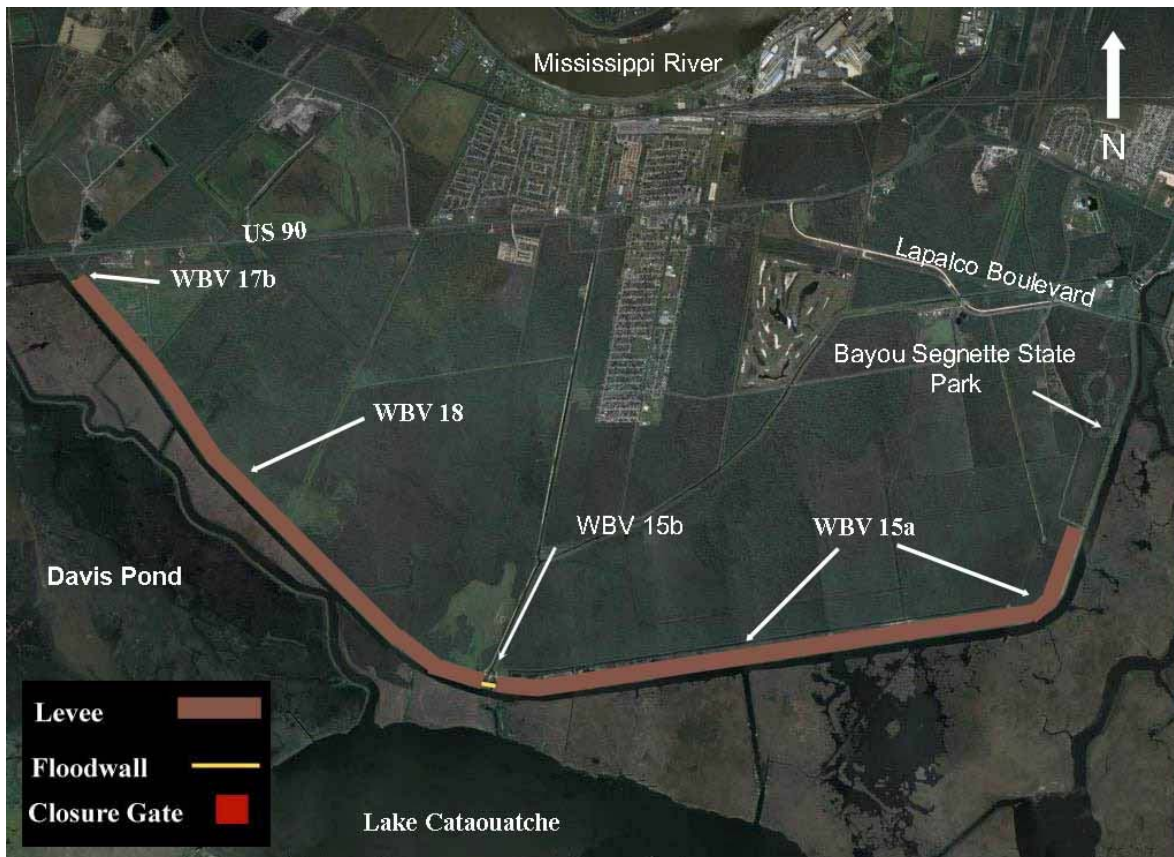 Mississippi River
N
US 90
WBV 17b
Lapalco Boulevard
Bayou Segnette State
Park
WBV 18
WBV 15b
WBV 15a
Davis Pond
Levee
Floodwall
Closure Gate
Lake Cataouatche